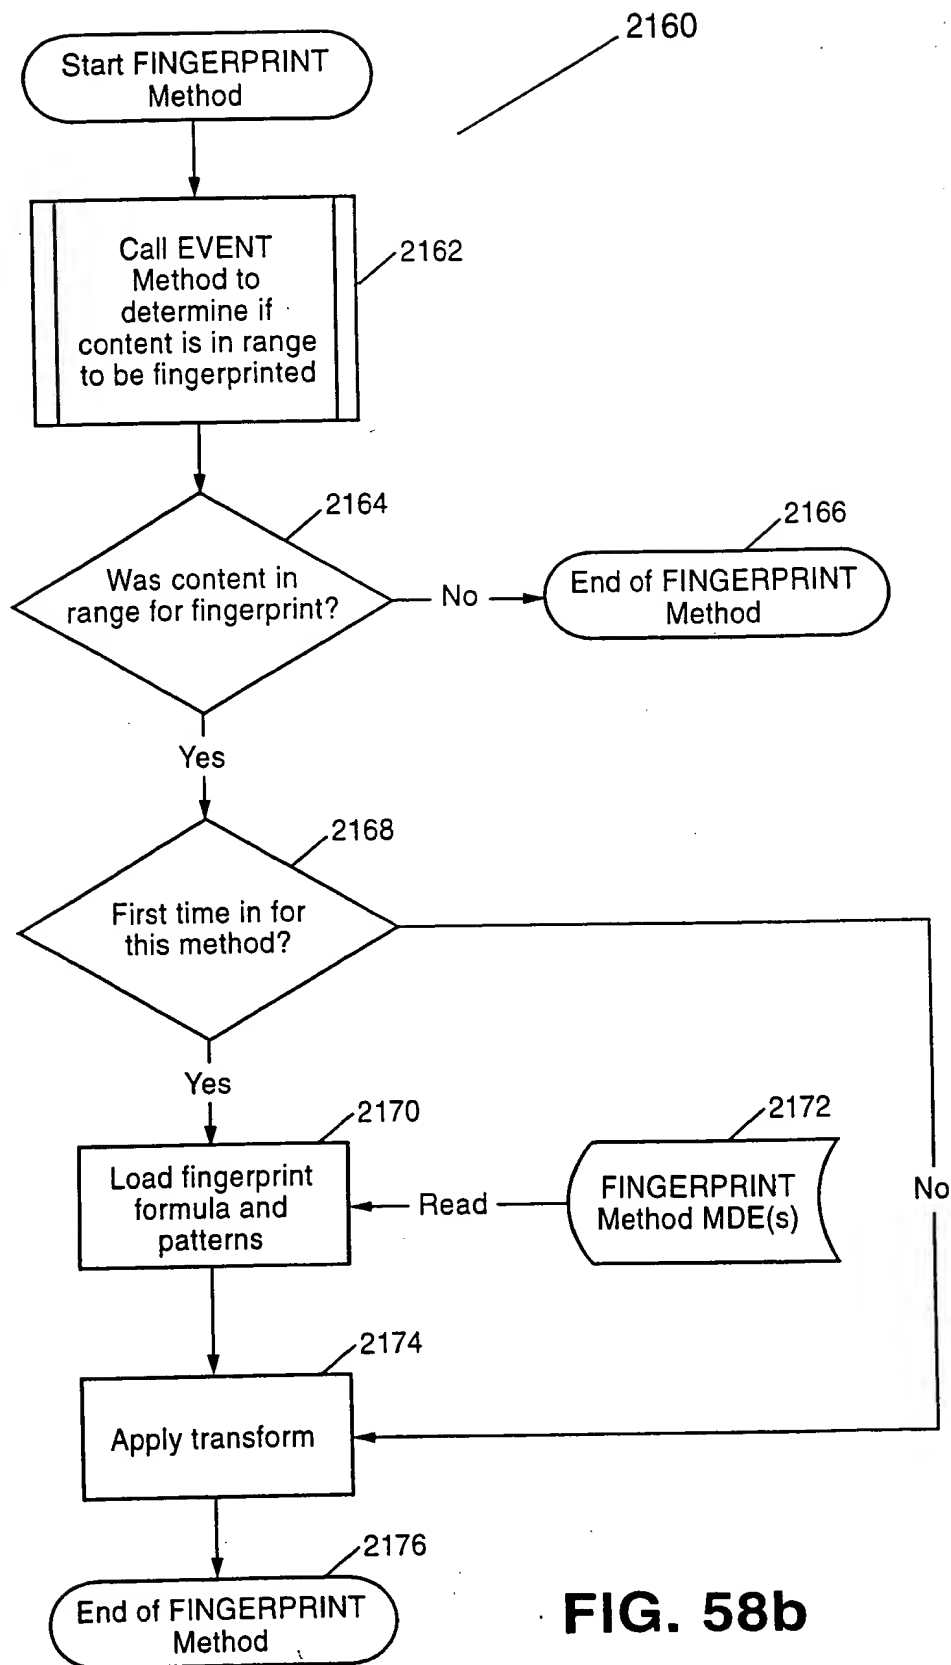 2160
Start FINGERPRINT
Method
Call EVENT
Method to
determine if
content is in range
to be fingerprinted
2162
2164
Was content in
range for fingerprint?
No
2166
End of FINGERPRINT
Method
Yes
2168
First time in for
this method?
Yes
2170
Load fingerprint
formula and
patterns
Read
2172
FINGERPRINT
Method MDE(s)
No
2174
Apply transform
2176
End of FINGERPRINT
Method
FIG. 58b